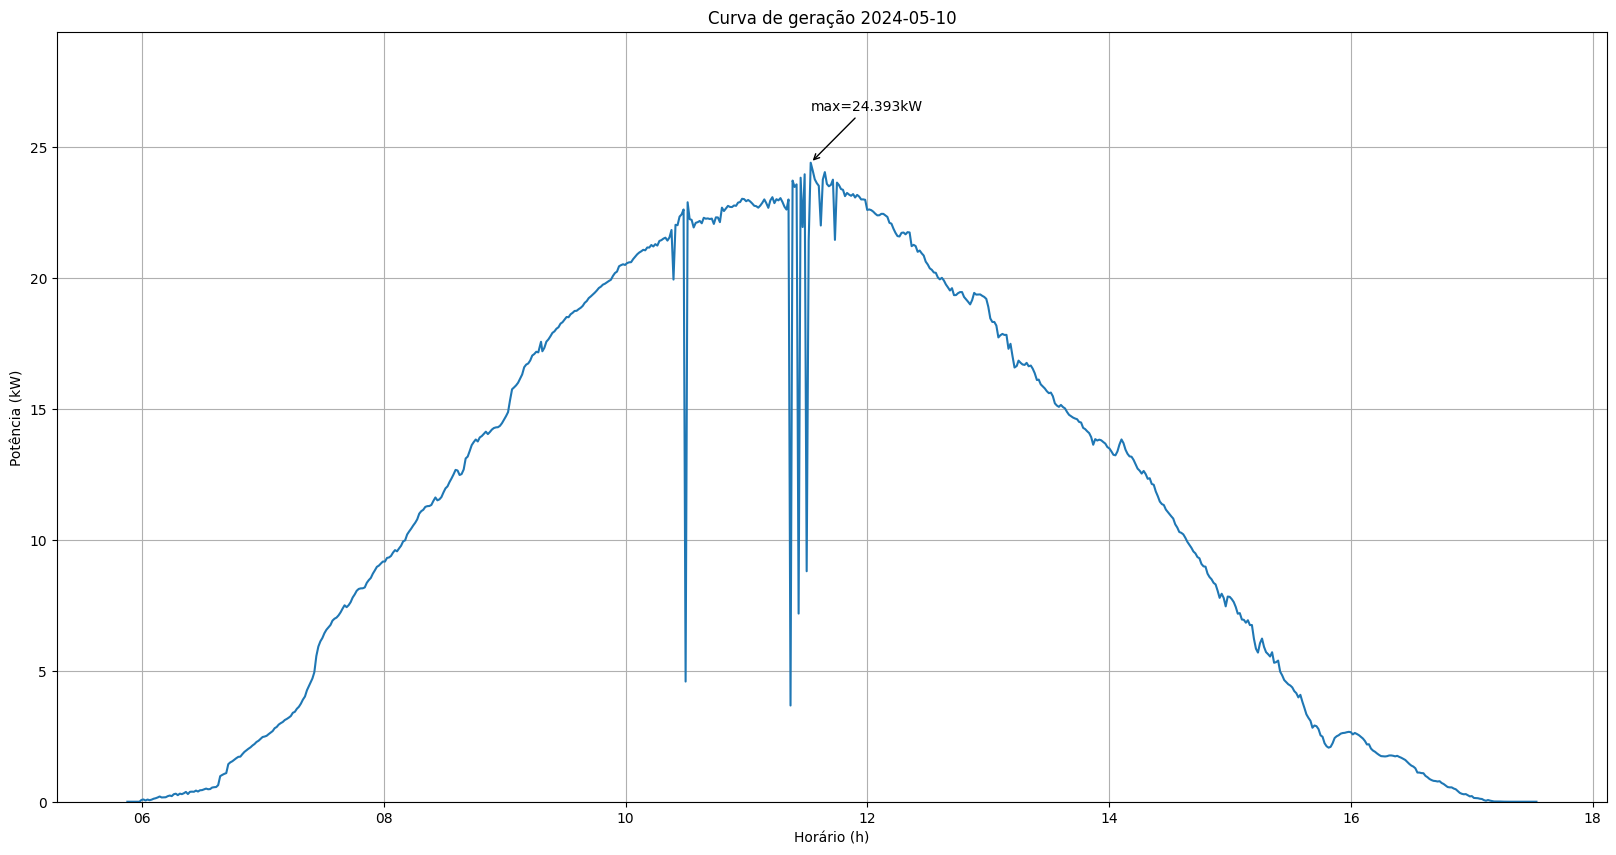 Curva de geração 2024-05-10
max=24.393kW
25
20
15
10
5
0
Potência (kW)
06 08 10 12 14 16 18
Horário (h)